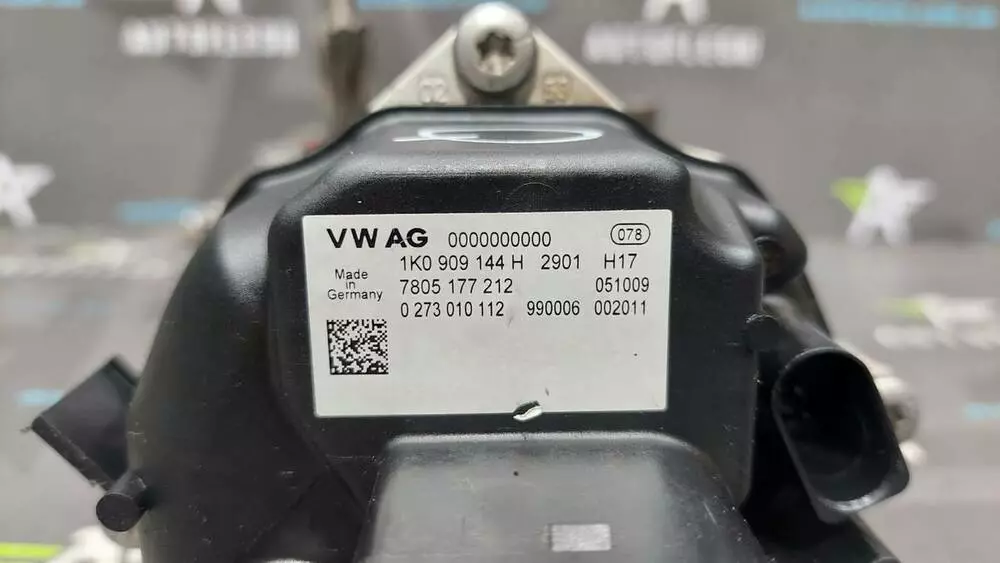 02
VW AG 0000000000 078
1K0 909 144 H 2901 H17
Made
in
Germany
7805 177 212 051009
0 273 010 112 990006 002011